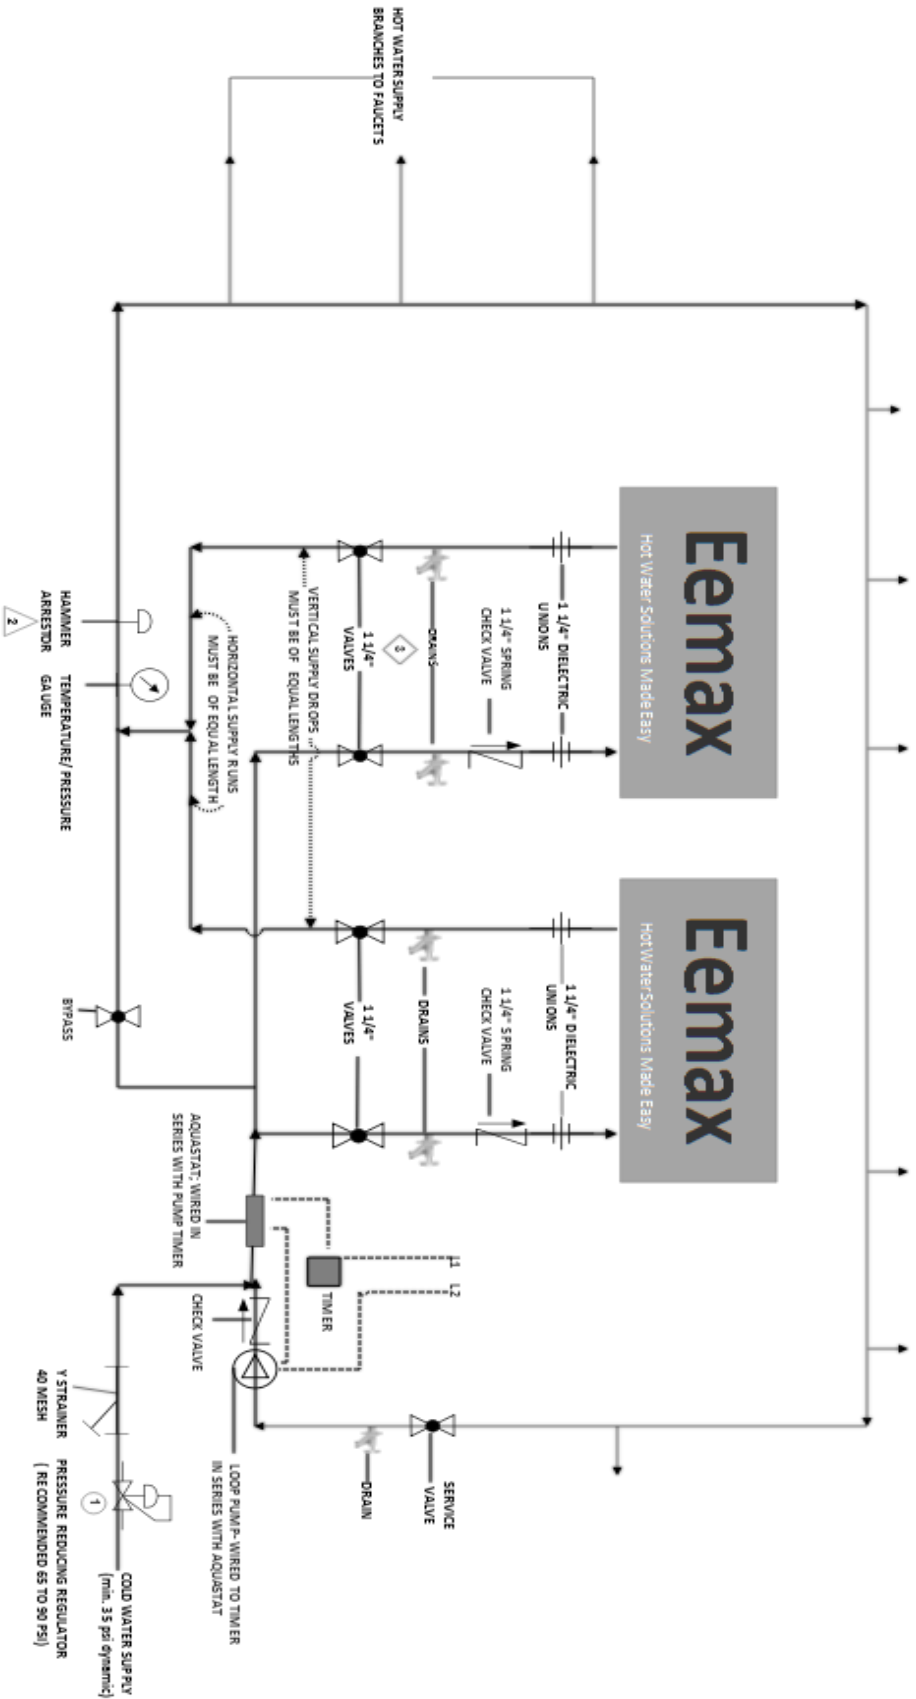 Eemax
Hot Water Solutions Made Easy
Eemax
Hot Water Solutions Made Easy
HOT WATER SUPPLY
BRANCHES TO FAUCETS
1 1/4" DIELECTRIC
UNIONS
1 1/4" SPRING
CHECK VALVE
DRAINS
3
1 1/4"
VALVES
VERTICAL SUPPLY DROPS
MUST BE OF EQUAL LENGTHS
HORIZONTAL SUPPLY RUNS
MUST BE OF EQUAL LENGTH
1 1/4" DIELECTRIC
UNIONS
1 1/4" SPRING
CHECK VALVE
DRAINS
1 1/4"
VALVES
L1
L2
TIMER
SERVICE
VALVE
DRAIN
HAMMER
ARRESTOR
2
TEMPERATURE/ PRESSURE
GAUGE
BYPASS
AQUASTAT; WIRED IN
SERIES WITH PUMP TIMER
CHECK VALVE
LOOP PUMP- WIRED TO TIMER
IN SERIES WITH AQUASTAT
Y STRAINER
40 MESH
1
PRESSURE REDUCING REGULATOR
( RECOMMENDED 65 TO 90 PSI)
COLD WATER SUPPLY
(min. 35 psi dynamic)